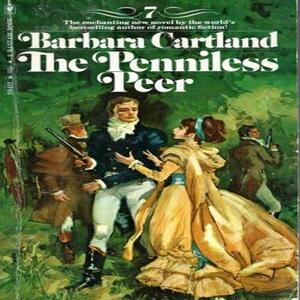 7
The enchanting new novel by the world's
bestselling author of romantic fiction!
Barbara Cartland
The Penniless
Peer